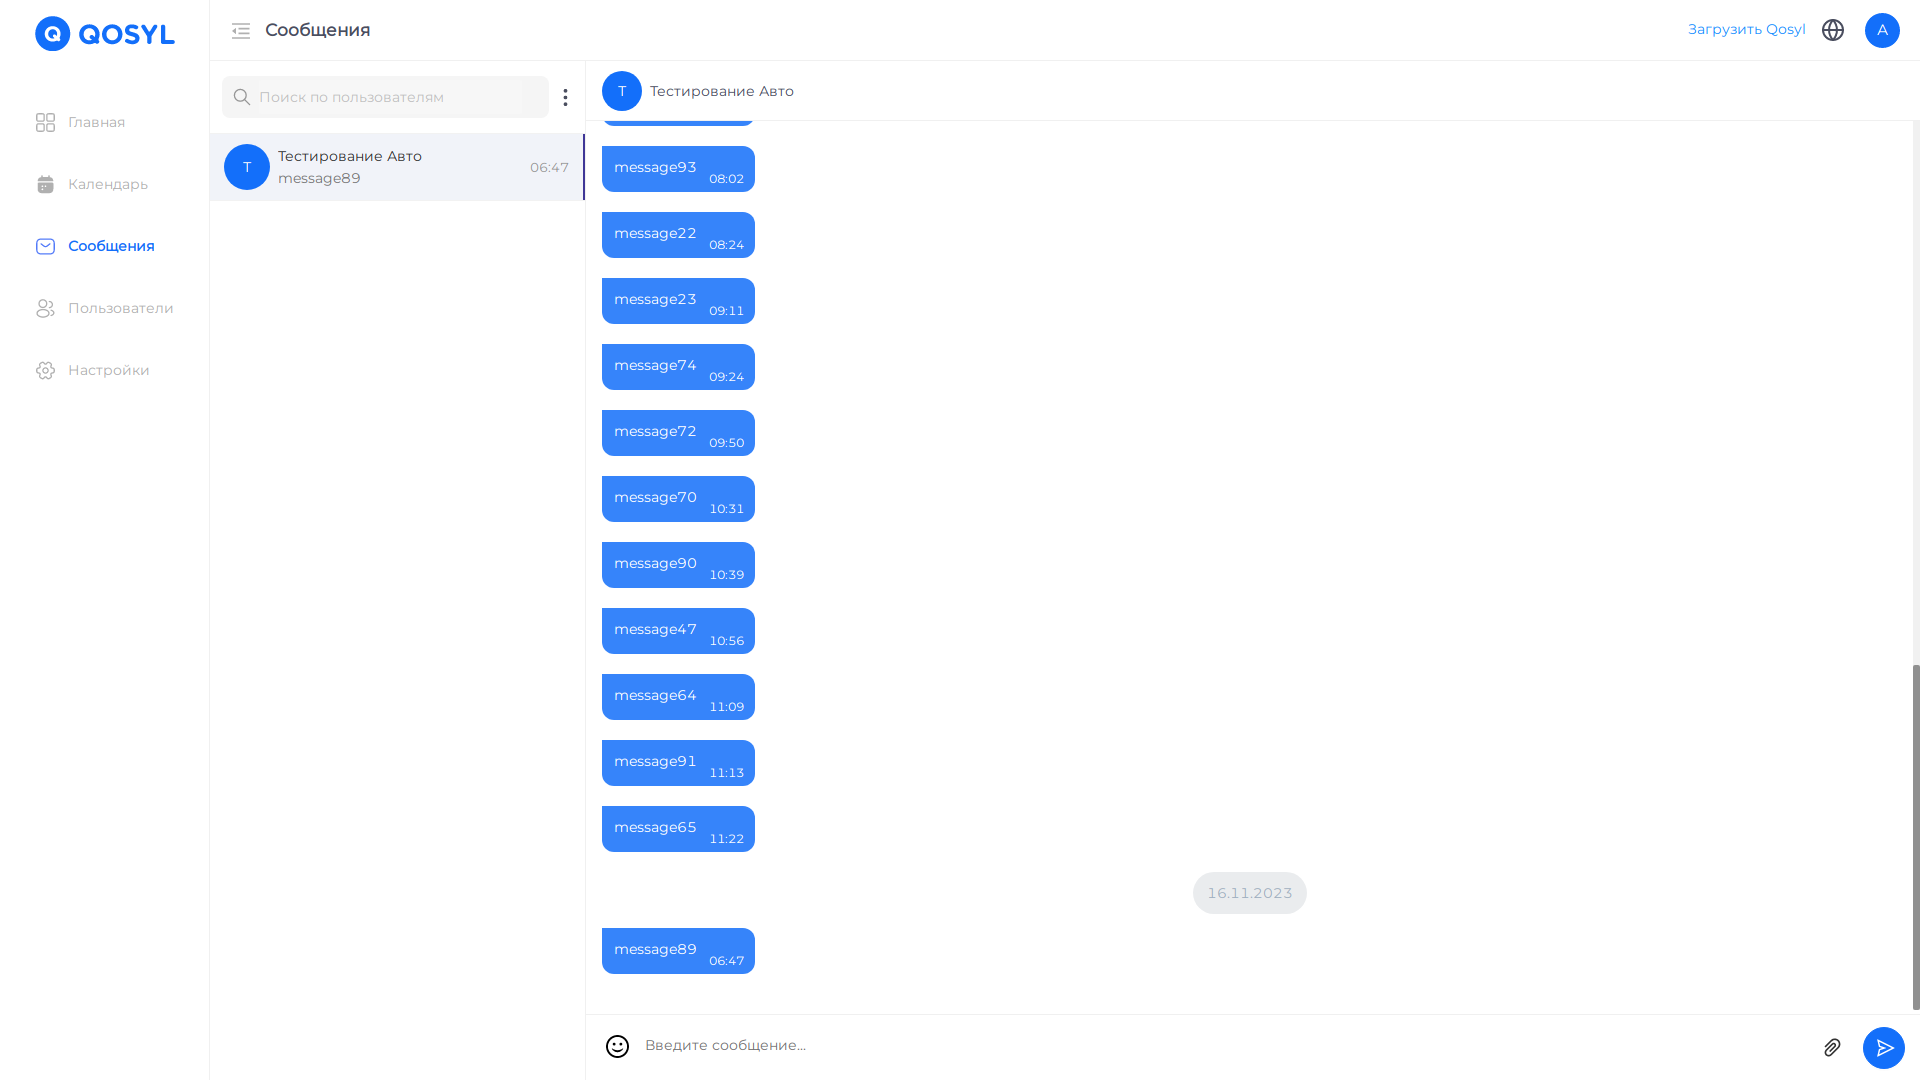 Q QOSYL
Сообщения
Загрузить Qosyl
A
Главная
Календарь
Сообщения
Пользователи
Настройки
Поиск по пользователям
T
Тестирование Авто
message89
06:47
T
Тестирование Авто
message93
08:02
message22
08:24
message23
09:11
message74
09:24
message72
09:50
message70
10:31
message90
10:39
message47
10:56
message64
11:09
message91
11:13
message65
11:22
16.11.2023
message89
06:47
Введите сообщение...